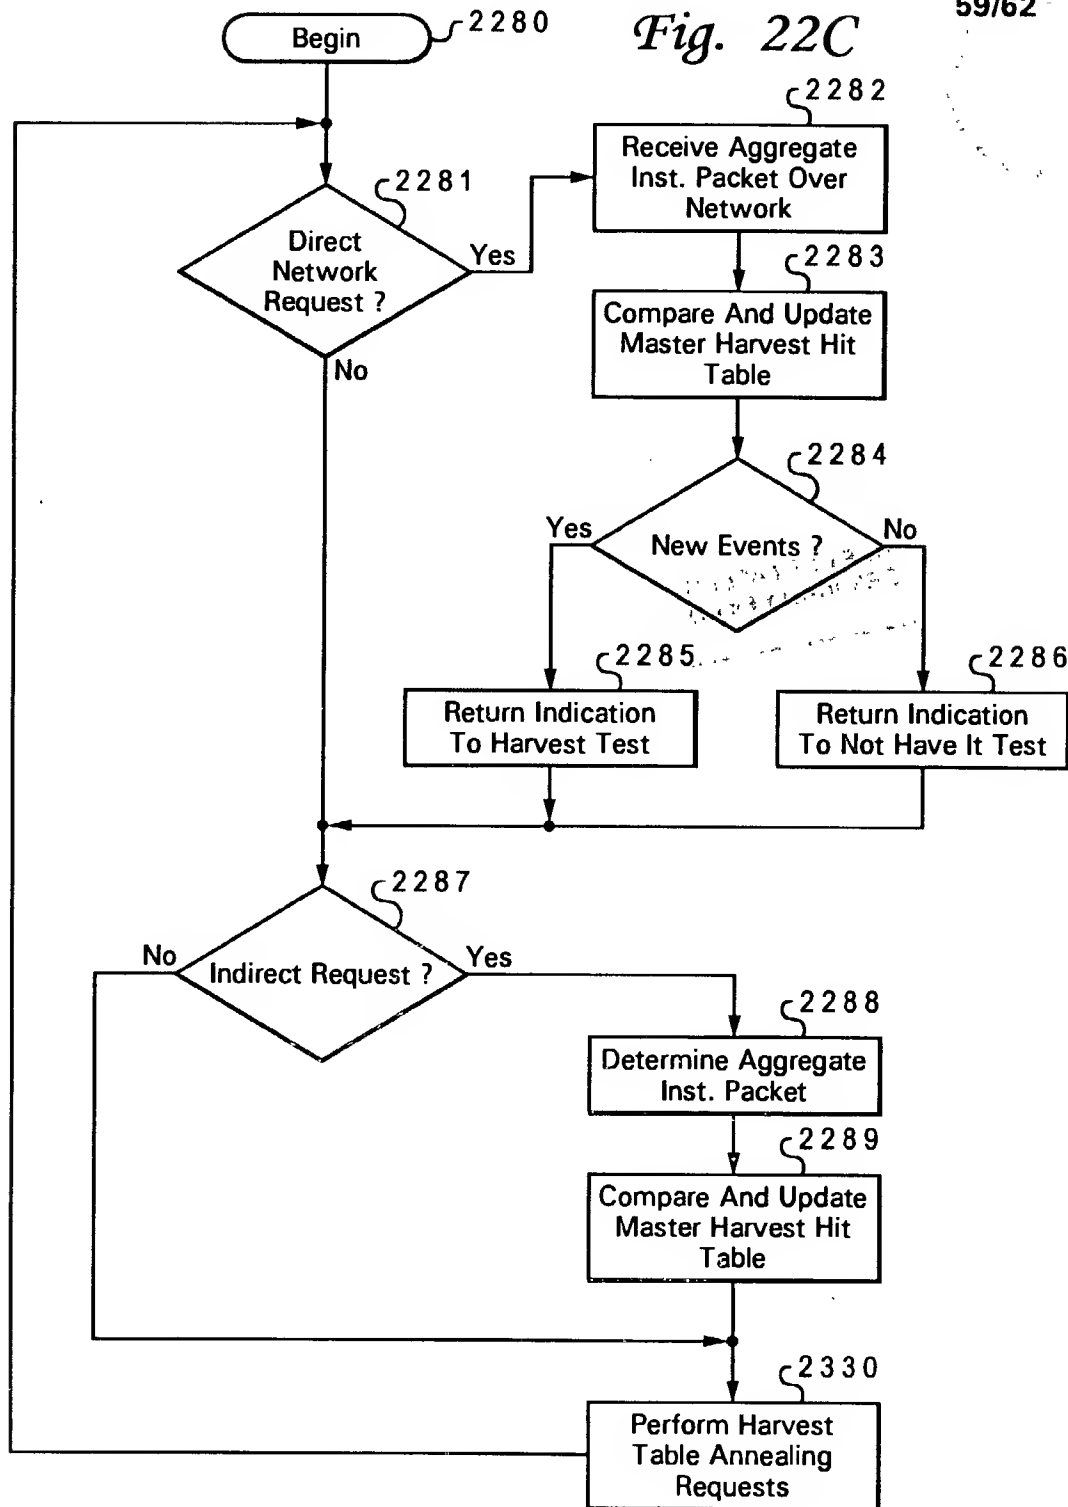 59/62
Fig. 22C
Begin
2280
2281
Direct
Network
Request ?
Yes
No
2282
Receive Aggregate
Inst. Packet Over
Network
2283
Compare And Update
Master Harvest Hit
Table
2284
New Events ?
Yes
No
2285
Return Indication
To Harvest Test
2286
Return Indication
To Not Have It Test
2287
Indirect Request ?
No
Yes
2288
Determine Aggregate
Inst. Packet
2289
Compare And Update
Master Harvest Hit
Table
2330
Perform Harvest
Table Annealing
Requests